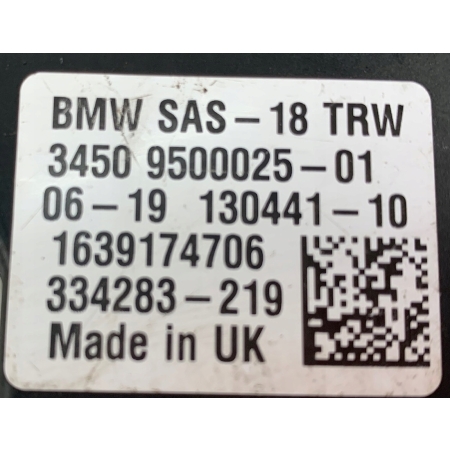 BMW SAS-18 TRW
3450 9500025-01
06-19 130441-10
1639174706
334283-219
Made in UK